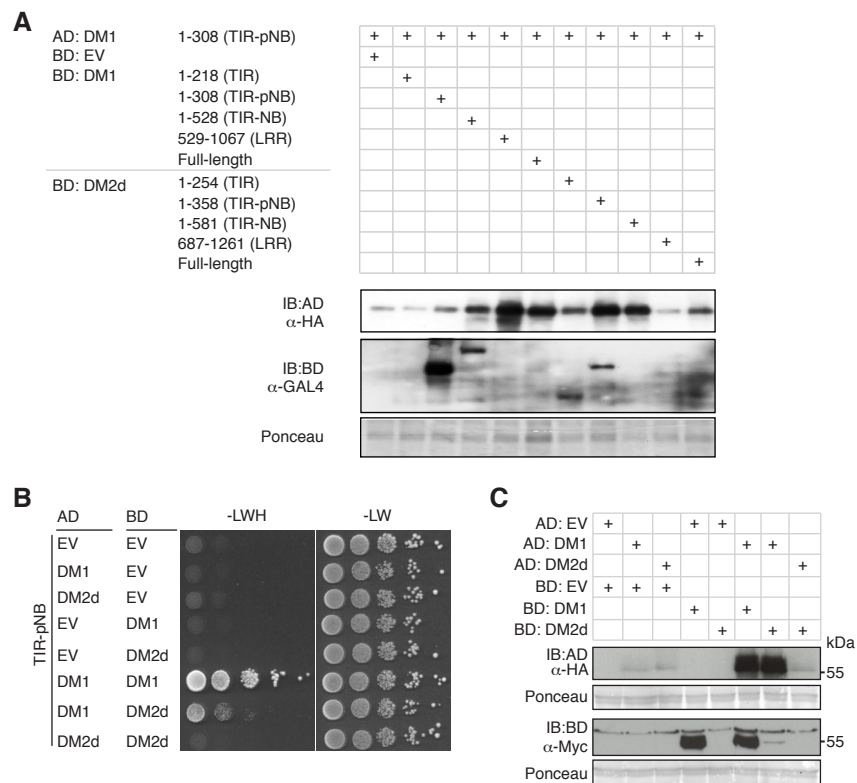 A
AD: DM1 1-308 (TIR-pNB) + + + + + + + + + + +
BD: EV +
BD: DM1 1-218 (TIR) +
1-308 (TIR-pNB) +
1-528 (TIR-NB) +
529-1067 (LRR) +
Full-length +
BD: DM2d 1-254 (TIR) +
1-358 (TIR-pNB) +
1-581 (TIR-NB) +
687-1261 (LRR) +
Full-length +
IB:AD
α-HA
IB:BD
α-GAL4
Ponceau
B
AD BD -LWH -LW
TIR-pNB
EV EV
DM1 EV
DM2d EV
EV DM1
EV DM2d
DM1 DM1
DM1 DM2d
DM2d DM2d
C
AD: EV + + +
AD: DM1 + + +
AD: DM2d + +
BD: EV + + +
BD: DM1 + +
BD: DM2d + + +
kDa
IB:AD
α-HA
-55
Ponceau
IB:BD
α-Myc
-55
Ponceau